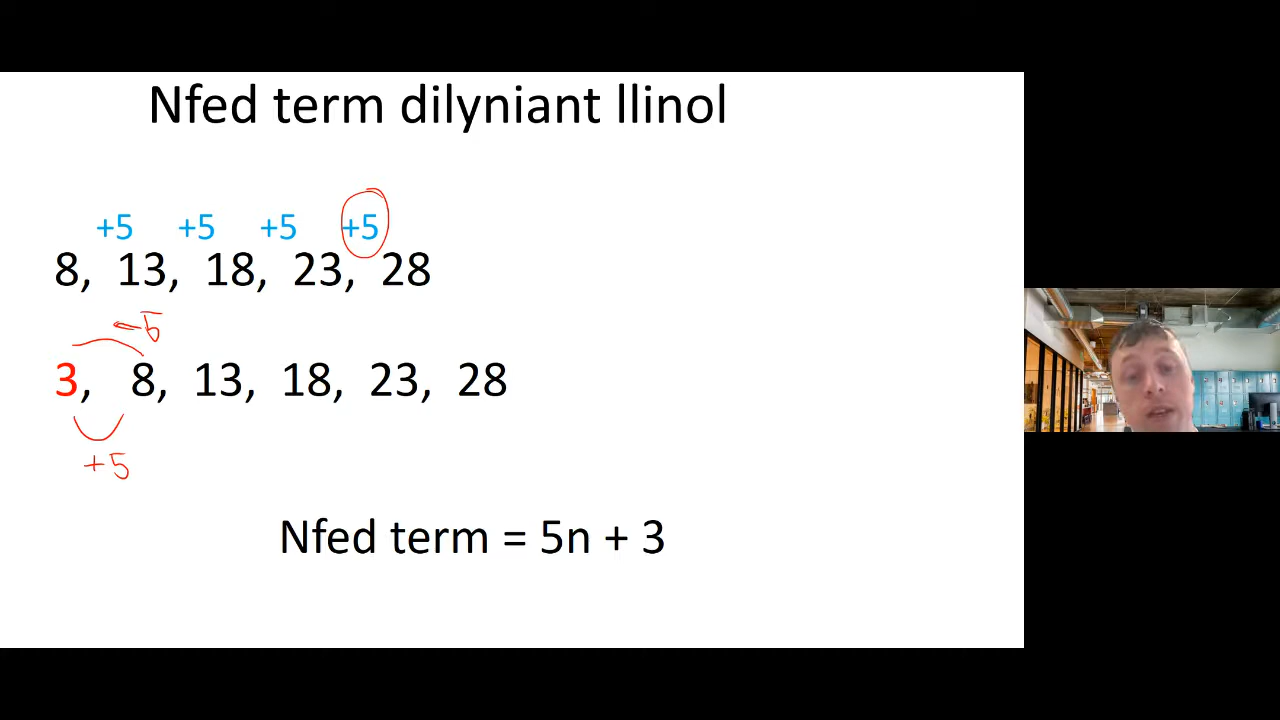 Nfed term dilyniant llinol
+5 +5 +5 +5
8, 13, 18, 23, 28
-5
3, 8, 13, 18, 23, 28
+5
Nfed term = 5n + 3